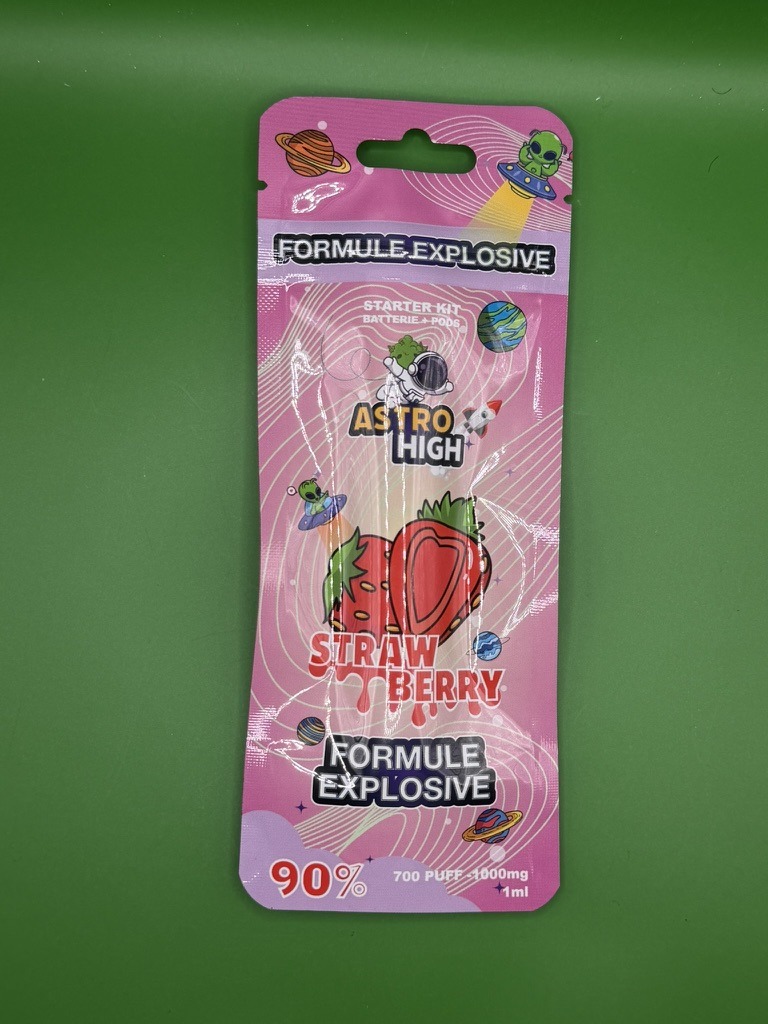 FORMULE EXPLOSIVE
STARTER KIT
BATTERIE + PODS
ASTRO
HIGH
STRAW
BERRY
FORMULE
EXPLOSIVE
90%
700 PUFF -1000mg
1ml